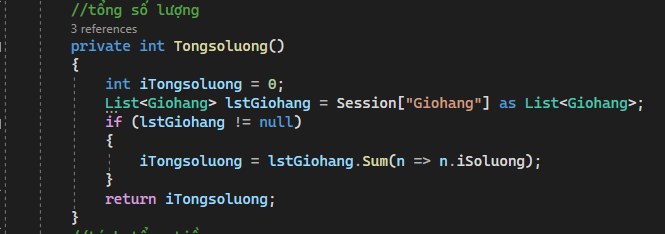 //tổng số lượng
3 references
private int Tongsoluong()
{
int iTongsoluong = 0;
List<Giohang> lstGiohang = Session["Giohang"] as List<Giohang>;
if (lstGiohang != null)
{
iTongsoluong = lstGiohang.Sum(n => n.iSoluong);
}
return iTongsoluong;
}